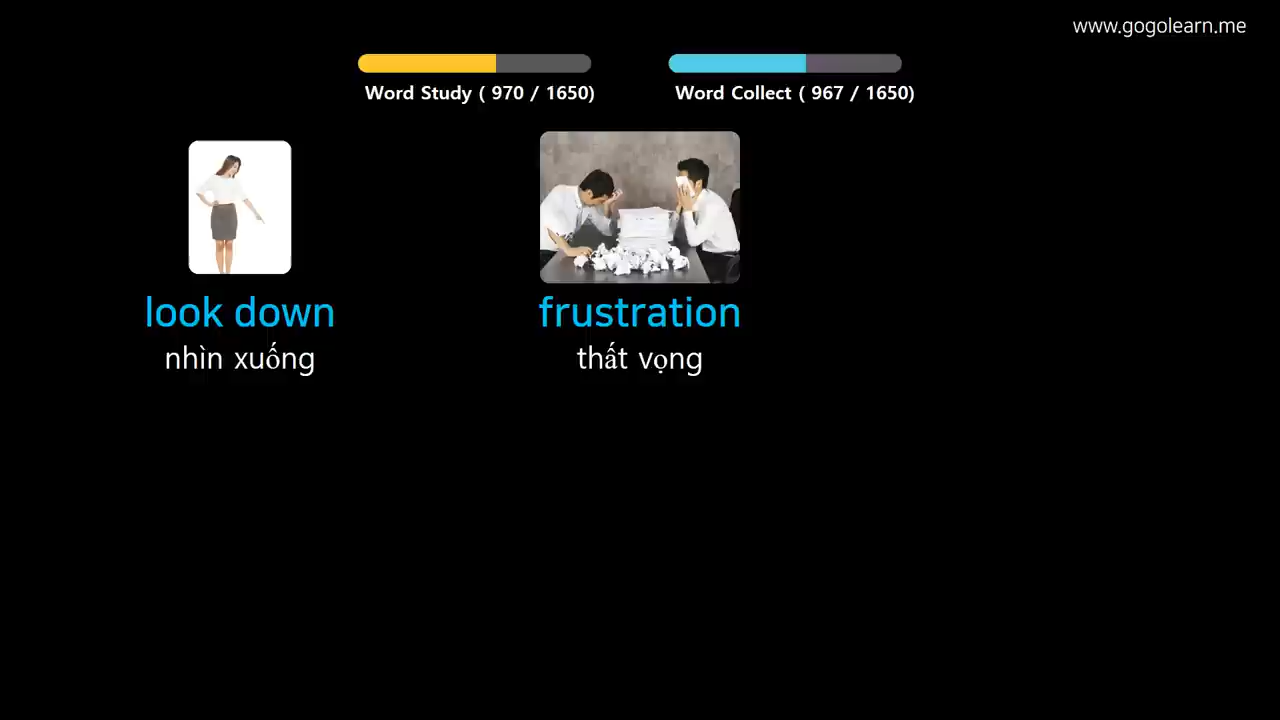 www.gogolearn.me
Word Study ( 970 / 1650)
Word Collect ( 967 / 1650)
look down
nhìn xuống
frustration
thất vọng